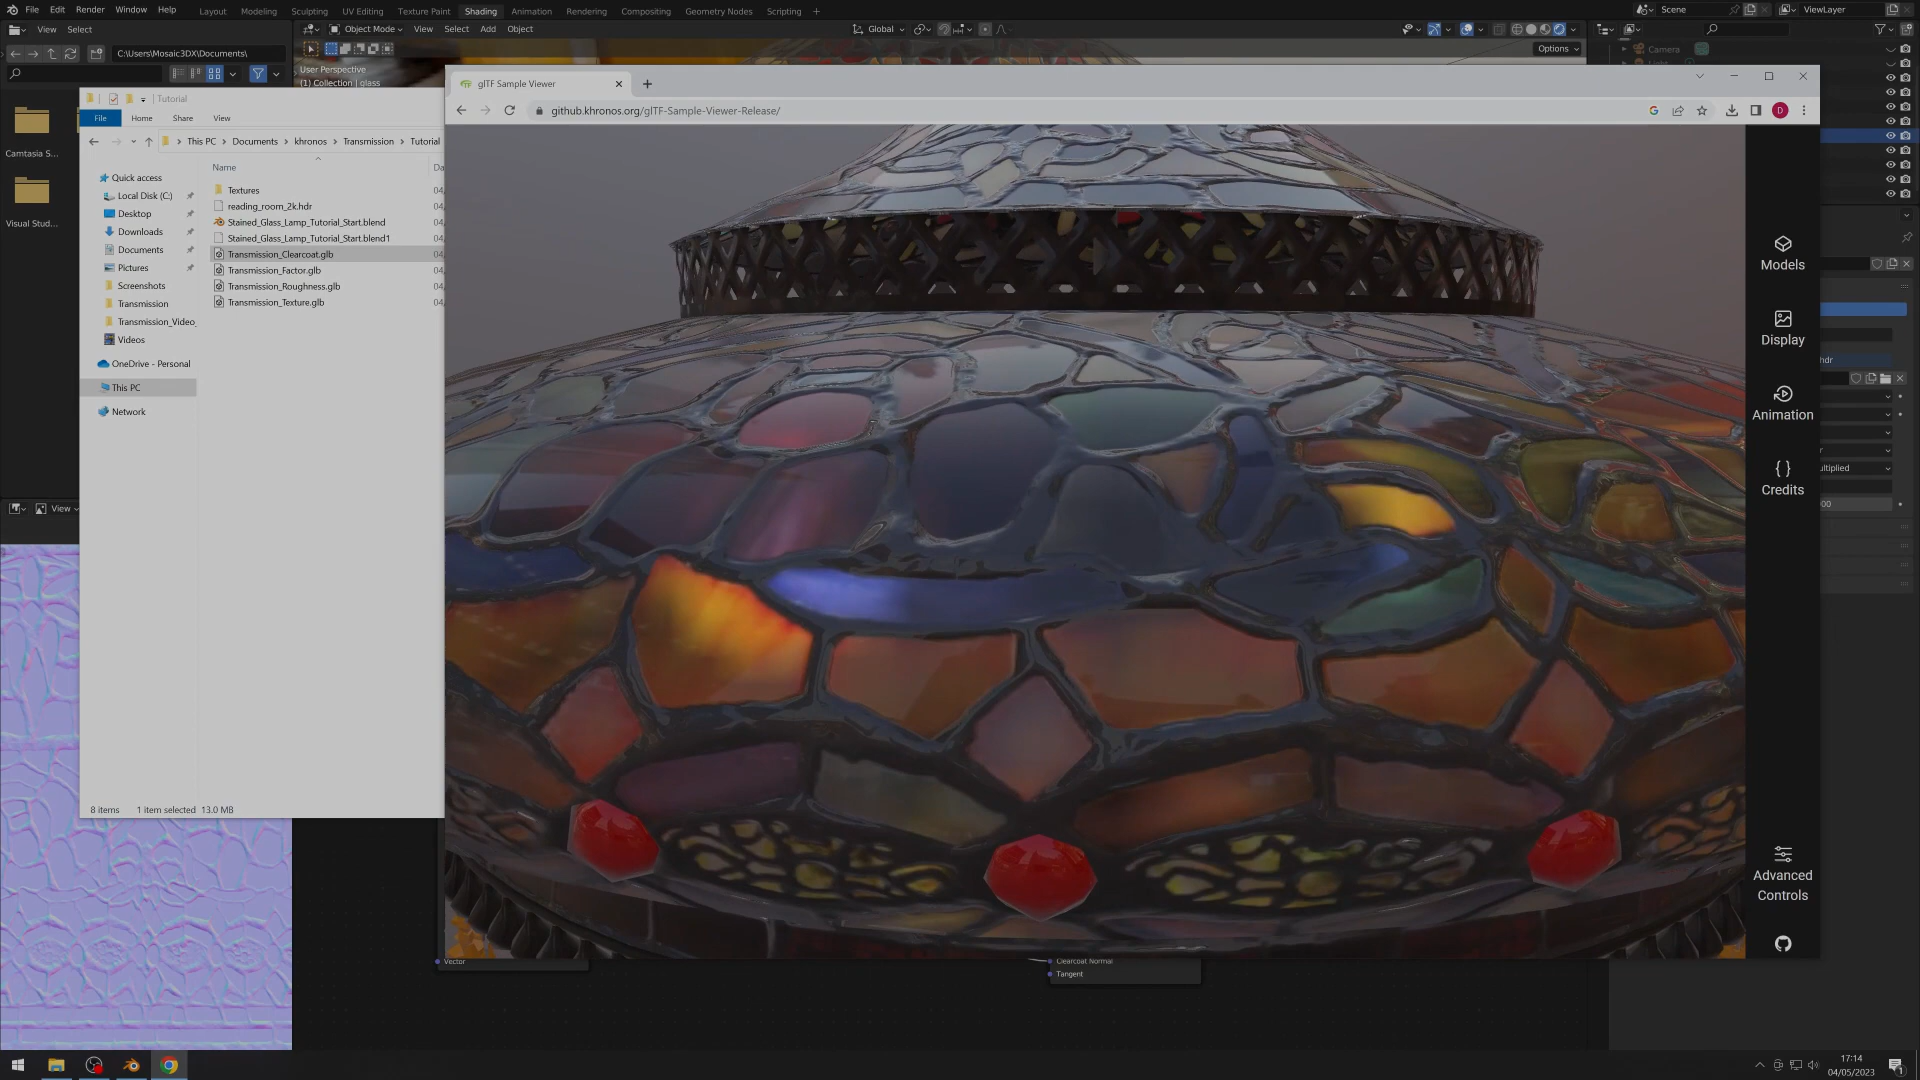 File Edit Render Window Help Layout Modeling Sculpting UV Editing Texture Paint Shading Animation Rendering Compositing Geometry Nodes Scripting + Scene ViewLayer
View Select Object Mode View Select Add Object Global
C:\Users\Mosaic3DX\Documents\
Options
User Perspective
(1) Collection | glass
Camera
Camtasia S...
Visual Stud...
View
Tutorial
File Home Share View
This PC Documents khronos Transmission Tutorial
Name
Quick access
Local Disk (C:)
Desktop
Downloads
Documents
Pictures
Screenshots
Transmission
Transmission_Video_
Videos
OneDrive - Personal
This PC
Network
Textures
reading_room_2k.hdr
Stained_Glass_Lamp_Tutorial_Start.blend
Stained_Glass_Lamp_Tutorial_Start.blend1
Transmission_Clearcoat.glb
Transmission_Factor.glb
Transmission_Roughness.glb
Transmission_Texture.glb
8 items 1 item selected 13.0 MB
glTF Sample Viewer
github.khronos.org/glTF-Sample-Viewer-Release/
D
Models
Display
Animation
Credits
Advanced
Controls
hdr
Vector
Clearcoat Normal
Tangent
17:14
04/05/2023